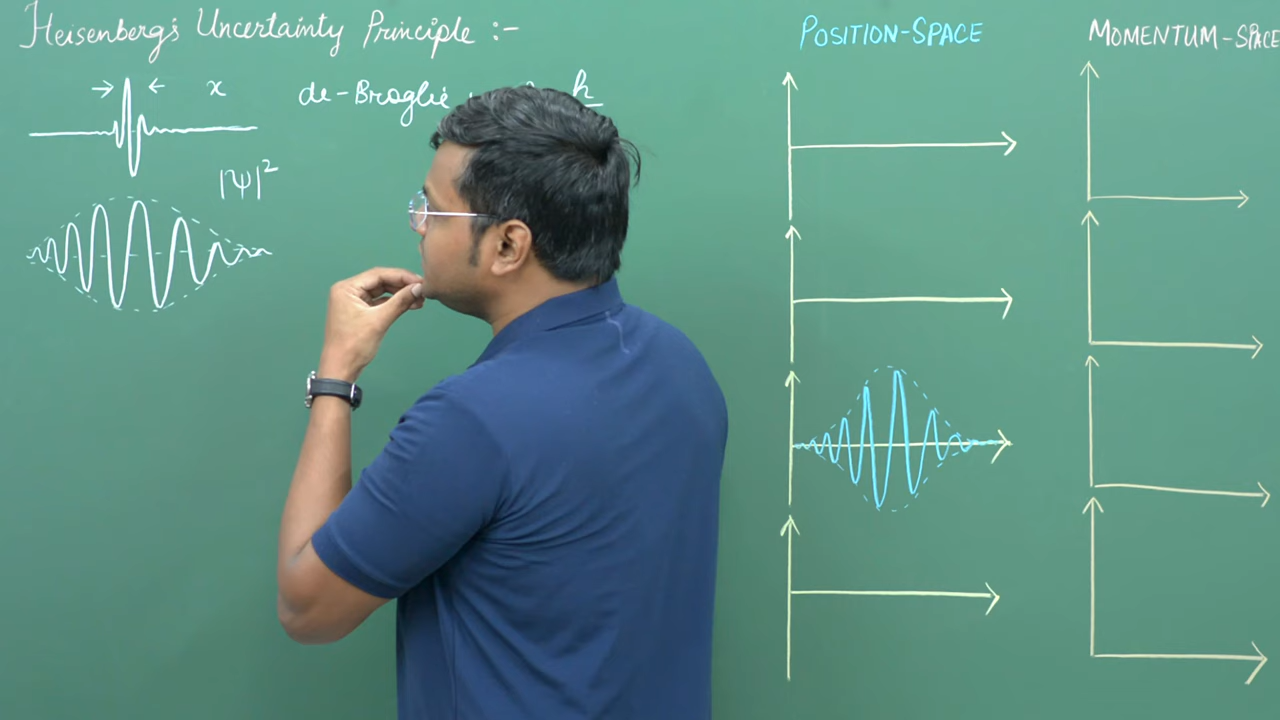 Heisenberg's Uncertainty Principle :-
x
|Ψ|²
de-Broglie
h
POSITION-SPACE
MOMENTUM-SPACE